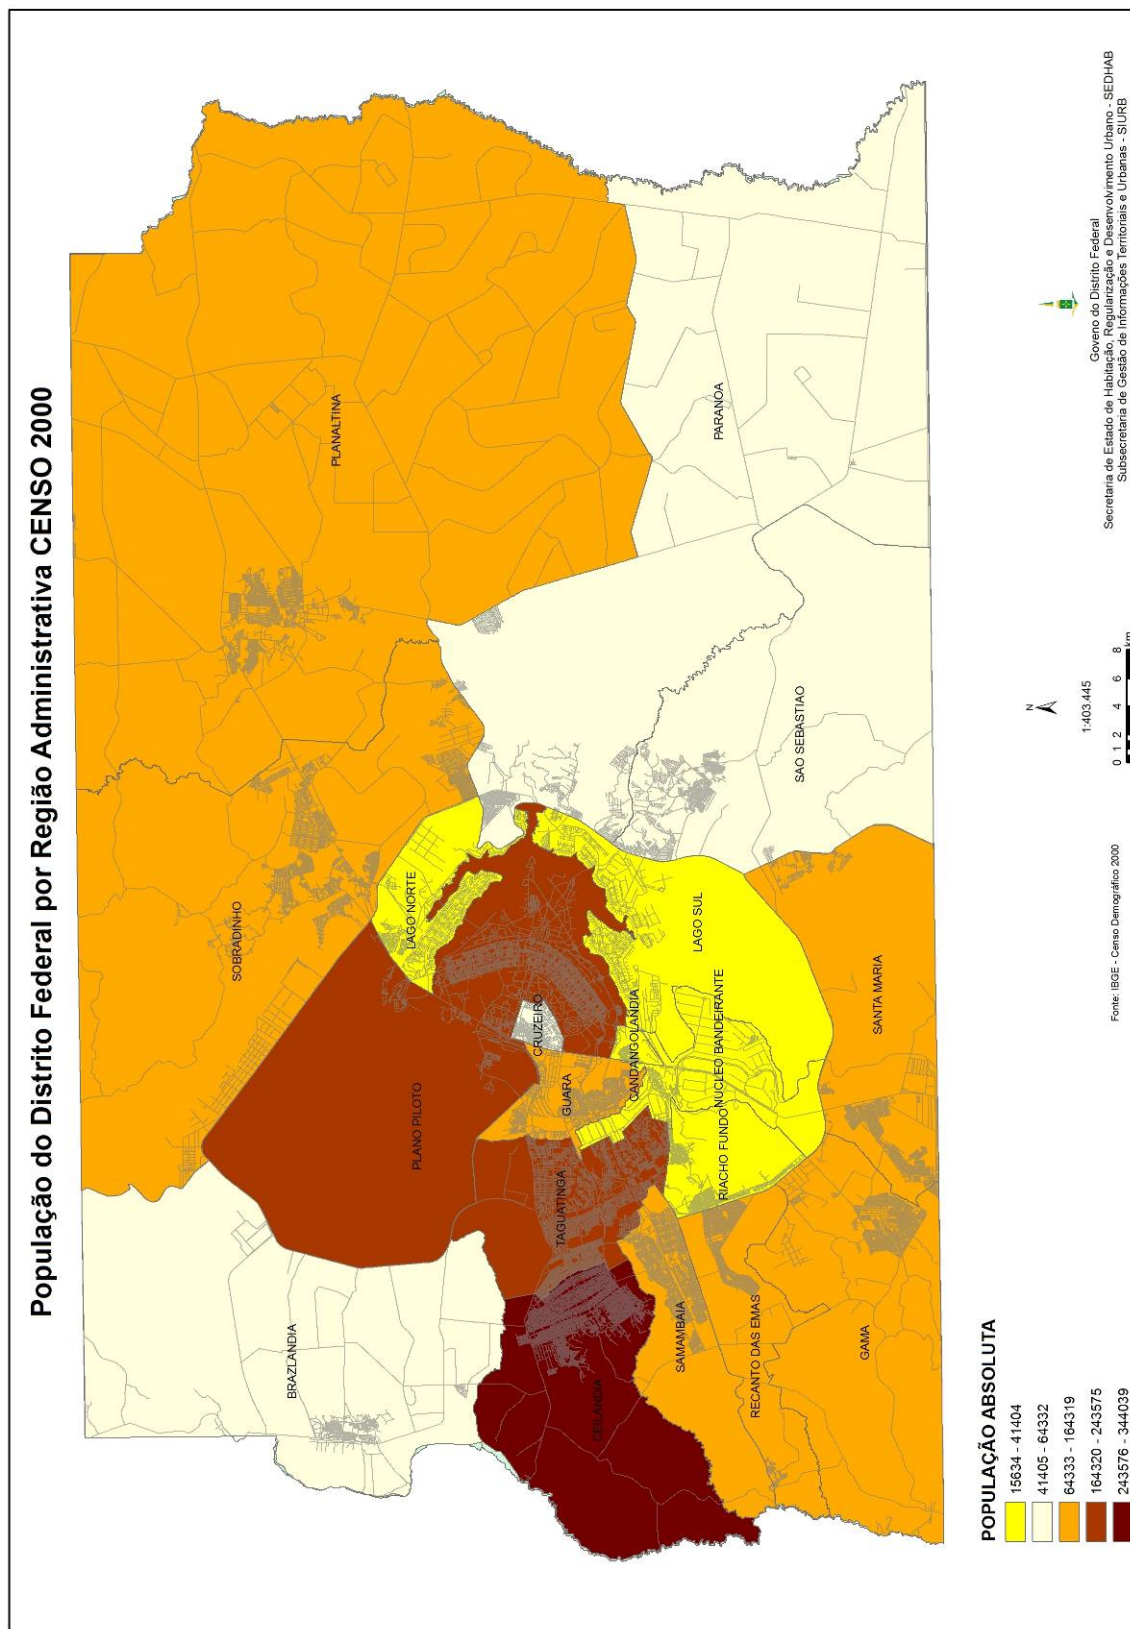 População do Distrito Federal por Região Administrativa CENSO 2000
PLANALTINA
SOBRADINHO
BRAZLANDIA
LAGO NORTE
PLANO PILOTO
PARANOA
CRUZEIRO
GUARA
TAGUATINGA
CEILANDIA
CANDANGOLANDIA
LAGO SUL
NUCLEO BANDEIRANTE
RIACHO FUNDO
SAO SEBASTIAO
SAMAMBAIA
RECANTO DAS EMAS
SANTA MARIA
GAMA
POPULAÇÃO ABSOLUTA
15634 - 41404
41405 - 64332
64333 - 164319
164320 - 243575
243576 - 344039
Fonte: IBGE - Censo Demográfico 2000
N
1:403.445
0 1 2 4 6 8
km
Goveno do Distrito Federal
Secretaria de Estado de Habitação, Regularização e Desenvolvimento Urbano - SEDHAB
Subsecretaria de Gestão de Informações Territoriais e Urbanas - SIURB